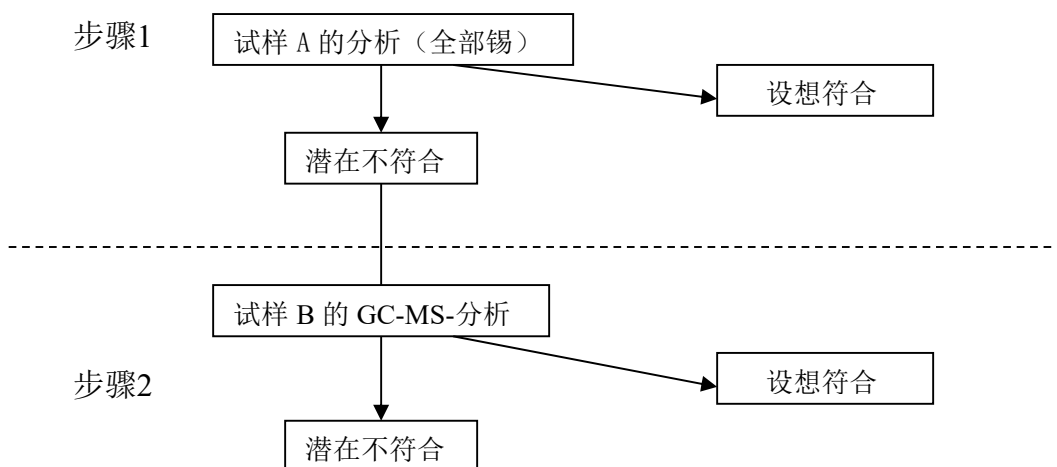 步骤1
试样 A 的分析（全部锡）
设想符合
潜在不符合
试样 B 的 GC-MS-分析
步骤2
设想符合
潜在不符合